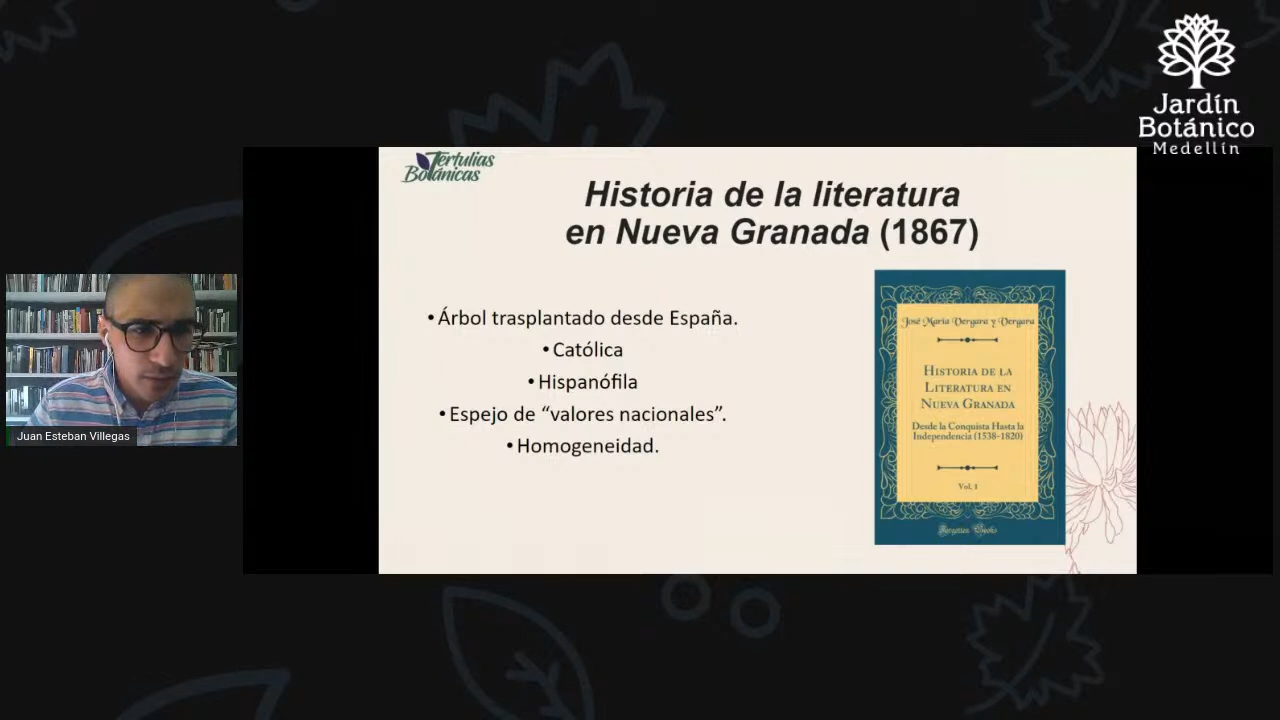 Jardín
Botánico
Medellín
Tertulias
Botánicas
Historia de la literatura
en Nueva Granada (1867)
• Árbol trasplantado desde España.
• Católica
• Hispanófila
• Espejo de “valores nacionales”.
• Homogeneidad.
José María Vergara y Vergara
Historia de la
Literatura en
Nueva Granada
Desde la Conquista Hasta la
Independencia (1538-1820)
Vol. 1
Forgotten Books
Juan Esteban Villegas